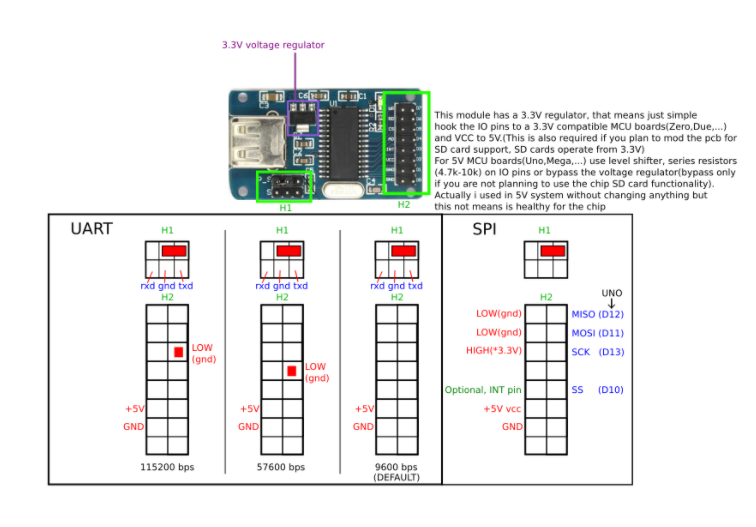 3.3V voltage regulator
This module has a 3.3V regulator, that means just simple
hook the IO pins to a 3.3V compatible MCU boards(Zero,Due,...)
and VCC to 5V.(This is also required if you plan to mod the pcb for
SD card support, SD cards operate from 3.3V)
For 5V MCU boards(Uno,Mega,...) use level shifter, series resistors
(4.7k-10k) on IO pins or bypass the voltage regulator(bypass only
if you are not planning to use the chip SD card functionality).
Actually i used in 5V system without changing anything but
this not means is healthy for the chip
C6
C1
U1
H1
H2
UART
H1
rxd gnd txd
H2
LOW
(gnd)
+5V
GND
115200 bps
H1
rxd gnd txd
H2
LOW
(gnd)
+5V
GND
57600 bps
H1
rxd gnd txd
H2
+5V
GND
9600 bps
(DEFAULT)
SPI
H1
H2
UNO
LOW(gnd)
MISO (D12)
LOW(gnd)
MOSI (D11)
HIGH(*3.3V)
SCK (D13)
Optional, INT pin
SS (D10)
+5V vcc
GND